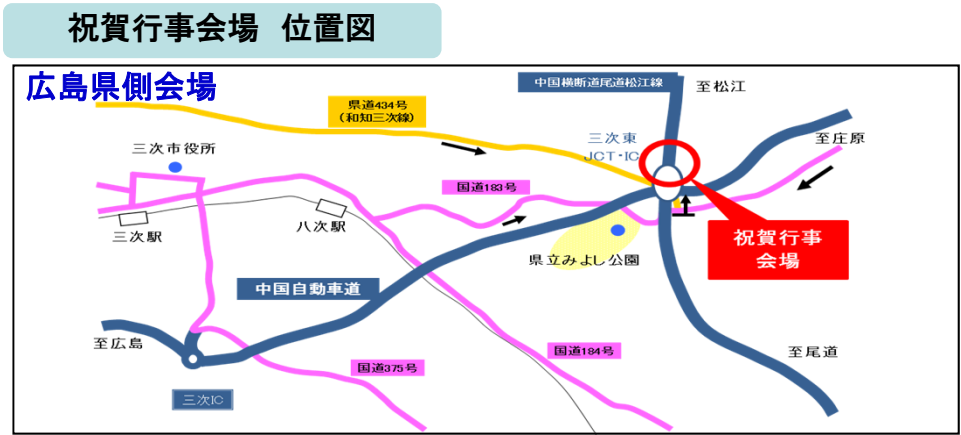 祝賀行事会場　位置図
広島県側会場
中国横断道尾道松江線
至松江
県道434号
（和知三次線）
三次東
JCT・IC
至庄原
三次市役所
国道183号
三次駅
八次駅
祝賀行事
会場
県立みよし公園
中国自動車道
至広島
国道184号
至尾道
国道375号
三次IC